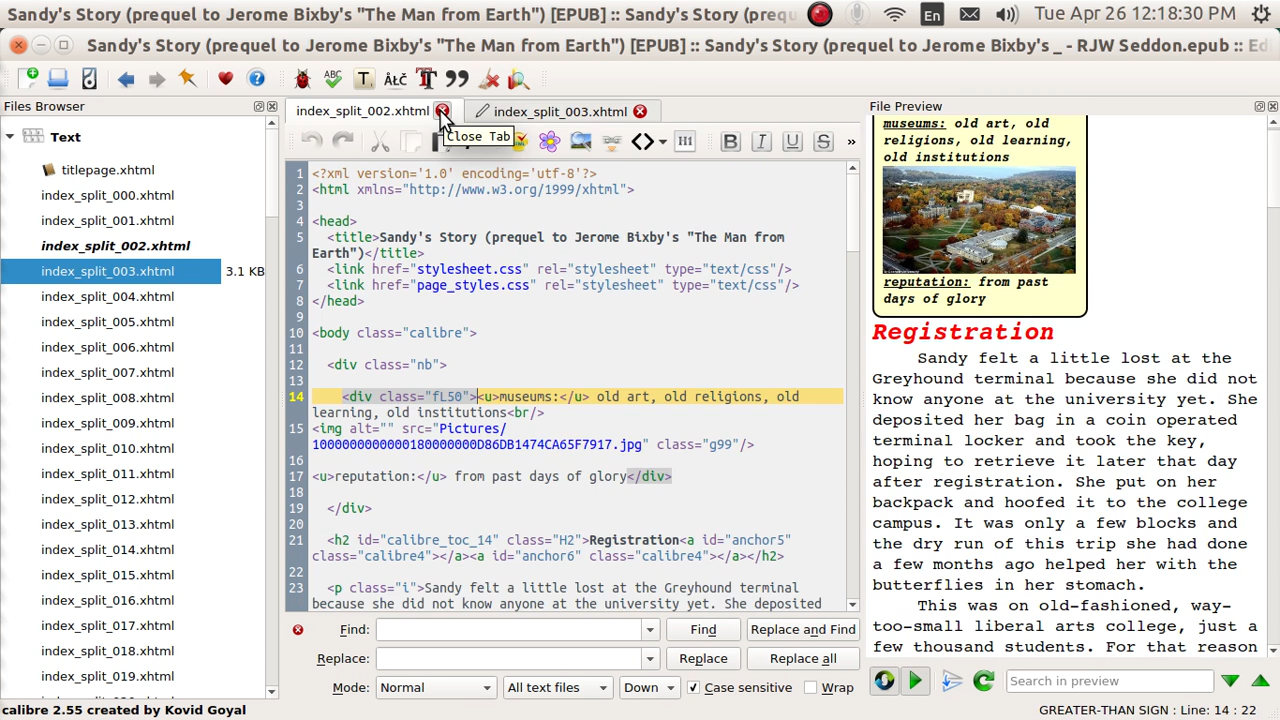 Sandy's Story (prequel to Jerome Bixby's "The Man from Earth") [EPUB] :: Sandy's Story (prequel to Jerome Bixby's "The Man from Earth") [EPUB] :: Sandy's Story (preq
En
Tue Apr 26 12:18:30 PM
Sandy's Story (prequel to Jerome Bixby's "The Man from Earth") [EPUB] :: Sandy's Story (prequel to Jerome Bixby's _ - RJW Seddon.epub :: Ed
ABC
T
ÅŁĆ
T
Files Browser
index_split_002.xhtml
index_split_003.xhtml
File Preview
Close Tab
H1
B
I
U
S
»
Text
titlepage.xhtml
index_split_000.xhtml
index_split_001.xhtml
index_split_002.xhtml
index_split_003.xhtml 3.1 KB
index_split_004.xhtml
index_split_005.xhtml
index_split_006.xhtml
index_split_007.xhtml
index_split_008.xhtml
index_split_009.xhtml
index_split_010.xhtml
index_split_011.xhtml
index_split_012.xhtml
index_split_013.xhtml
index_split_014.xhtml
index_split_015.xhtml
index_split_016.xhtml
index_split_017.xhtml
index_split_018.xhtml
index_split_019.xhtml
1 <?xml version='1.0' encoding='utf-8'?>
2 <html xmlns="http://www.w3.org/1999/xhtml">
3
4 <head>
5 <title>Sandy's Story (prequel to Jerome Bixby's "The Man from
Earth")</title>
6 <link href="stylesheet.css" rel="stylesheet" type="text/css"/>
7 <link href="page_styles.css" rel="stylesheet" type="text/css"/>
8 </head>
9
10 <body class="calibre">
11
12 <div class="nb">
13
14 <div class="fL50"><u>museums:</u> old art, old religions, old
learning, old institutions<br/>
15 <img alt="" src="Pictures/
10000000000001800000000D86DB1474CA65F7917.jpg" class="g99"/>
16
17 <u>reputation:</u> from past days of glory</div>
18
19 </div>
20
21 <h2 id="calibre_toc_14" class="H2">Registration<a id="anchor5"
class="calibre4"></a><a id="anchor6" class="calibre4"></a></h2>
22
23 <p class="i">Sandy felt a little lost at the Greyhound terminal
because she did not know anyone at the university yet. She deposited
museums: old art, old
religions, old learning,
old institutions
reputation: from past
days of glory
Registration
Sandy felt a little lost at the
Greyhound terminal because she did not
know anyone at the university yet. She
deposited her bag in a coin operated
terminal locker and took the key,
hoping to retrieve it later that day
after registration. She put on her
backpack and hoofed it to the college
campus. It was only a few blocks and
the dry run of this trip she had done
a few months ago helped her with the
butterflies in her stomach.
This was on old-fashioned, way-
too-small liberal arts college, just a
few thousand students. For that reason
Find:
Find
Replace and Find
Replace:
Replace
Replace all
Mode:
Normal
All text files
Down
Case sensitive
Wrap
Search in preview
calibre 2.55 created by Kovid Goyal
GREATER-THAN SIGN : Line: 14 : 22